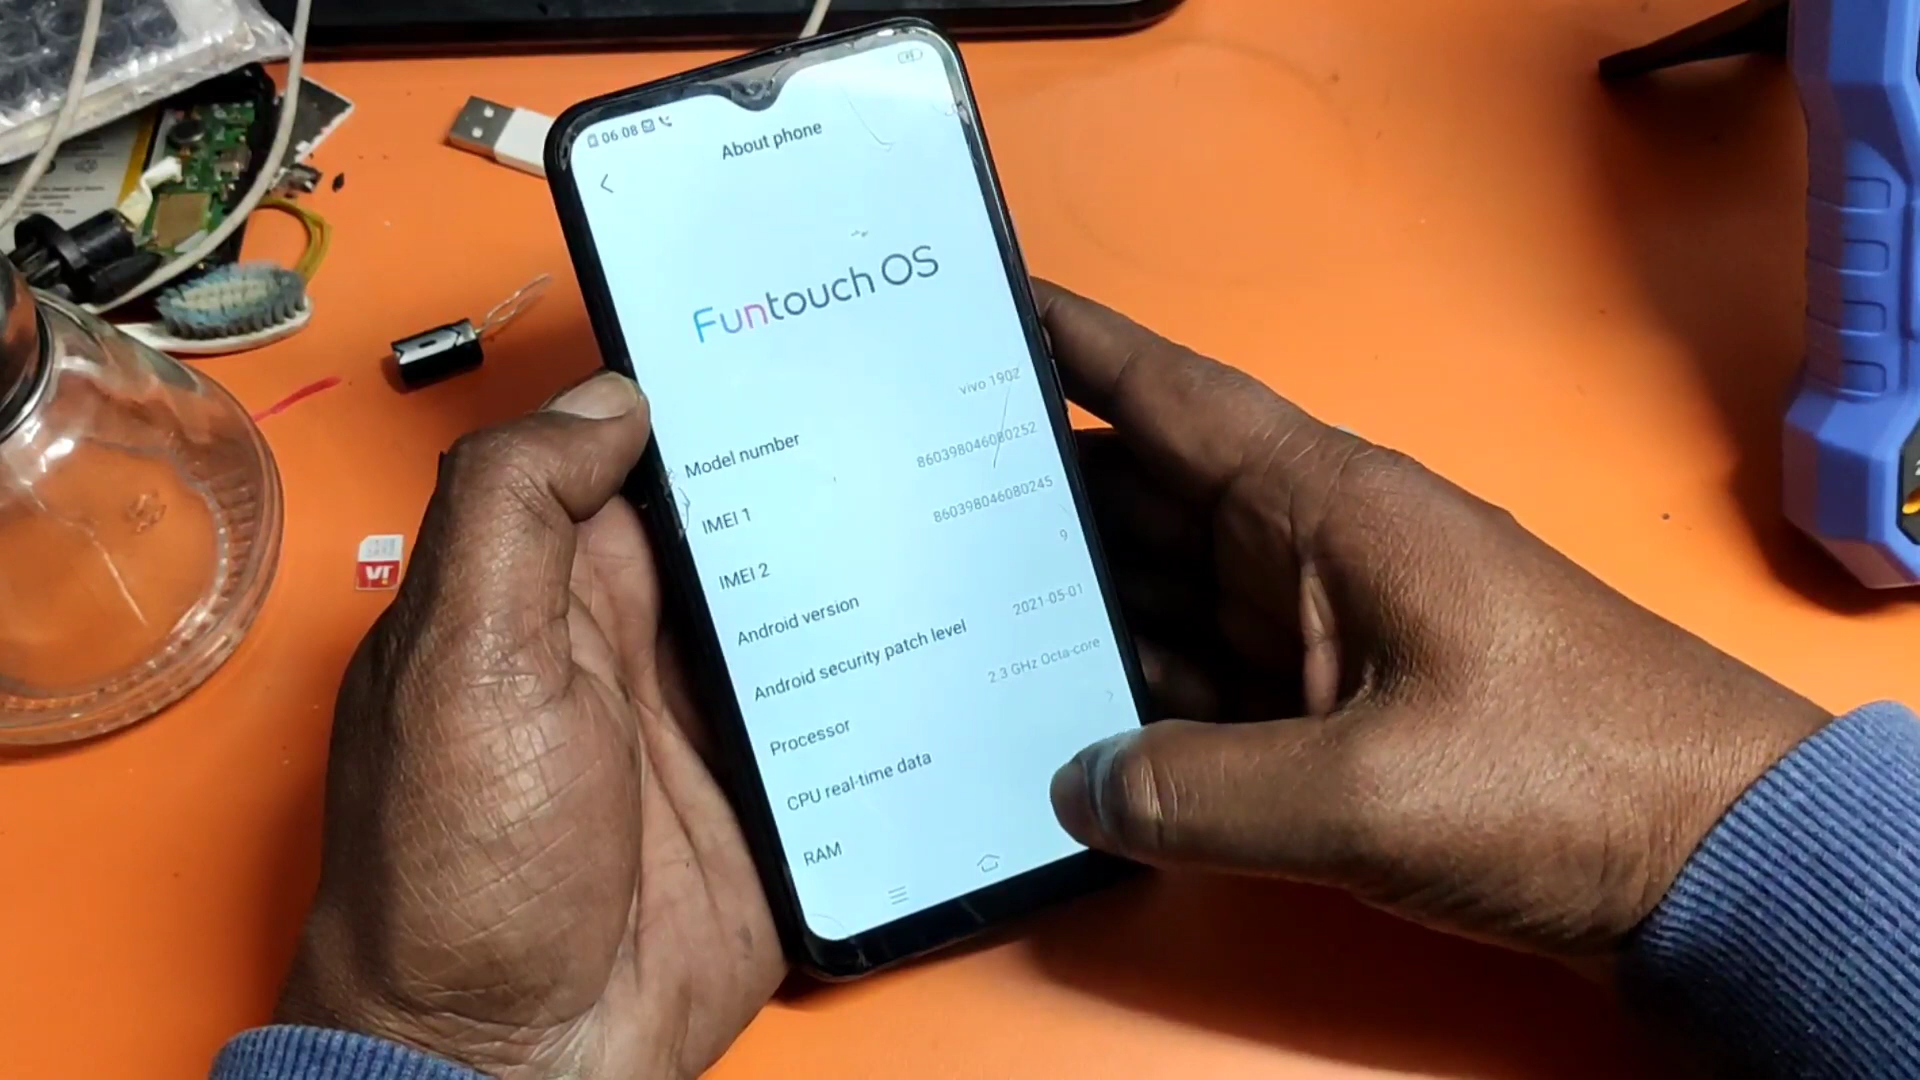 06:08
About phone
Funtouch OS
Model number vivo 1902
IMEI 1 860398046080252
IMEI 2 860398046080245
Android version 9
Android security patch level 2021-05-01
Processor 2.3 GHz Octa-core
CPU real-time data
RAM
VI